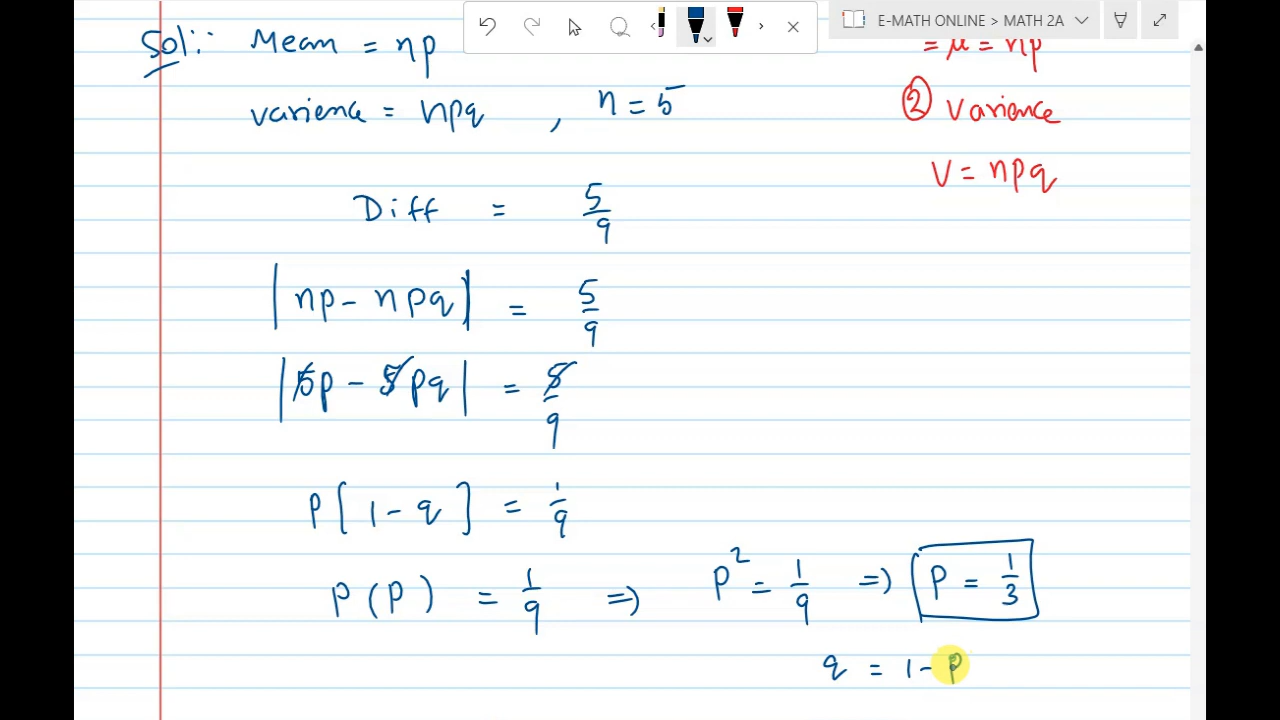 E-MATH ONLINE > MATH 2A
Sol:- Mean = np
varience = npq , n = 5
= μ = np
② Varience
V = npq
Diff = 5/9
|np - npq| = 5/9
|5p - 5pq| = 5/9
P[1 - q] = 1/9
P(P) = 1/9 => P² = 1/9 => P = 1/3
q = 1 - P